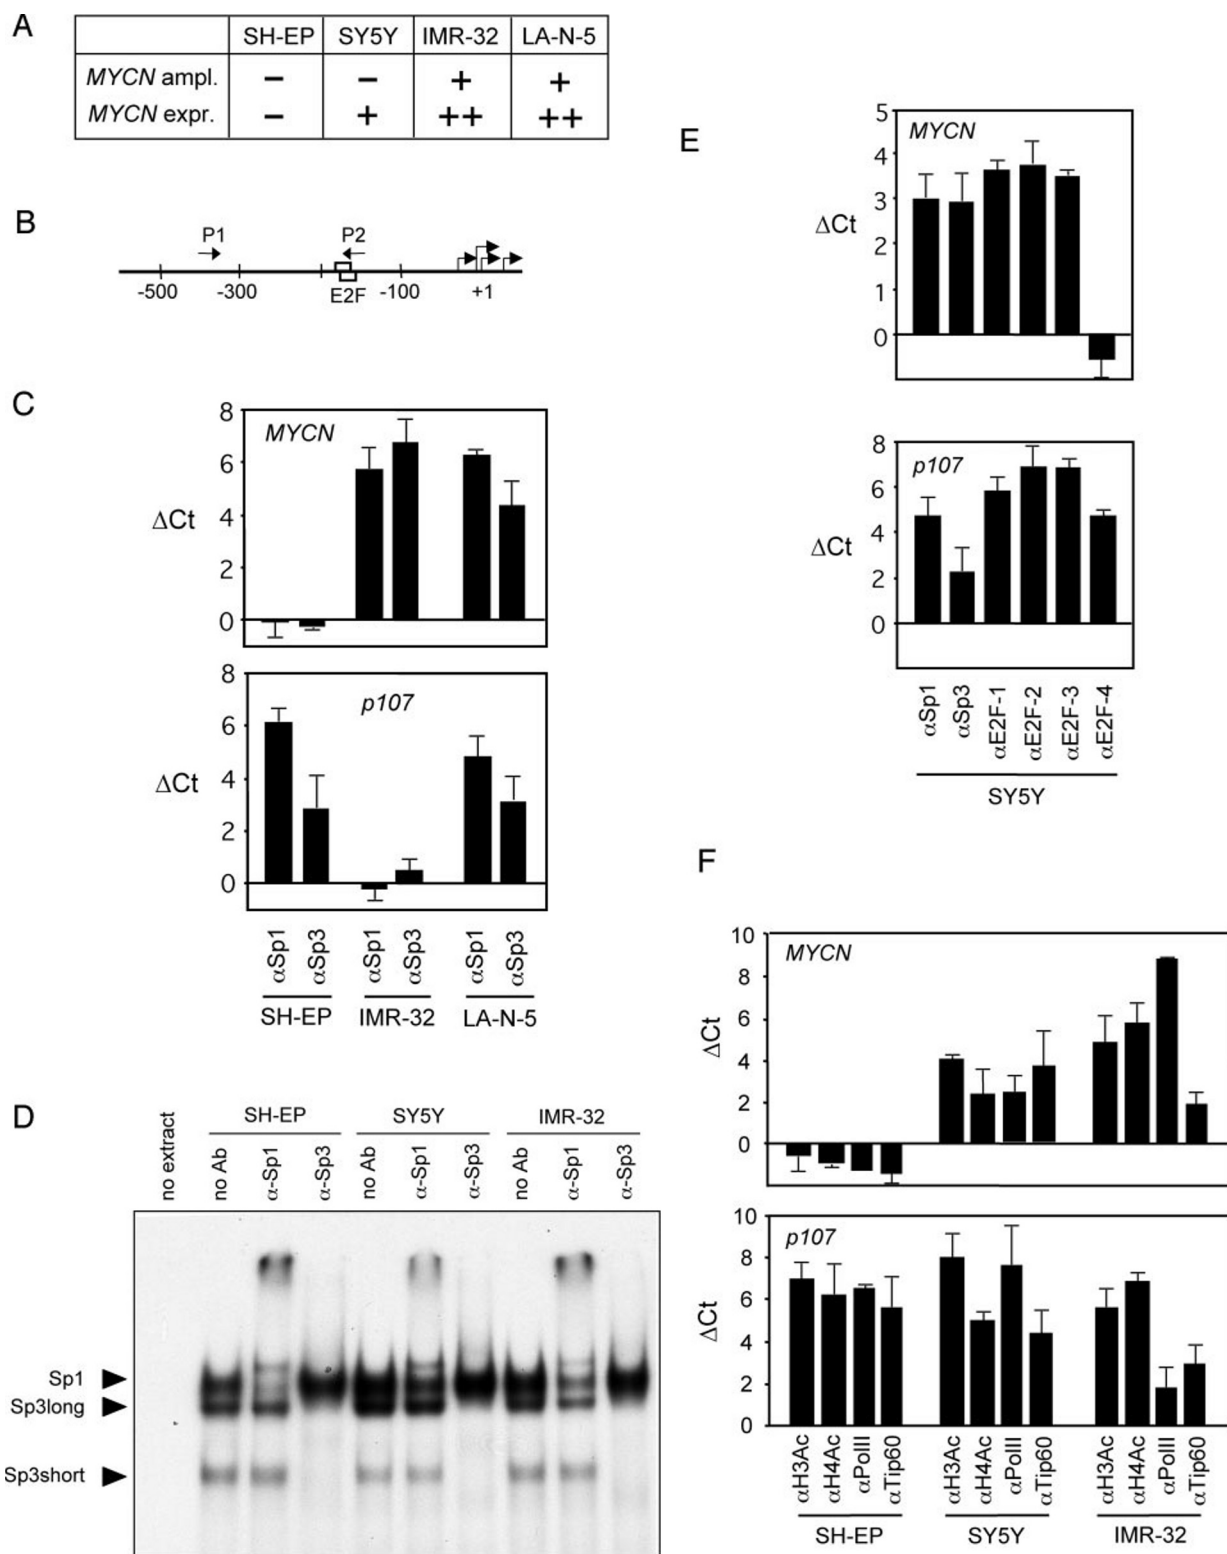 A
SH-EP SY5Y IMR-32 LA-N-5
MYCN ampl. − − + +
MYCN expr. − + ++ ++
B
P1 P2
-500 -300 E2F -100 +1
C
8
6
4
2
0
MYCN
ΔCt
8
6
4
2
0
p107
ΔCt
αSp1 αSp3 αSp1 αSp3 αSp1 αSp3
SH-EP IMR-32 LA-N-5
D
SH-EP SY5Y IMR-32
no extract no Ab α-Sp1 α-Sp3 no Ab α-Sp1 α-Sp3 no Ab α-Sp1 α-Sp3
Sp1
Sp3long
Sp3short
E
5
4
3
2
1
0
MYCN
ΔCt
8
6
4
2
0
p107
ΔCt
αSp1 αSp3 αE2F-1 αE2F-2 αE2F-3 αE2F-4
SY5Y
F
10
8
6
4
2
0
MYCN
ΔCt
10
8
6
4
2
0
p107
ΔCt
αH3Ac αH4Ac αPolII αTip60 αH3Ac αH4Ac αPolII αTip60 αH3Ac αH4Ac αPolII αTip60
SH-EP SY5Y IMR-32